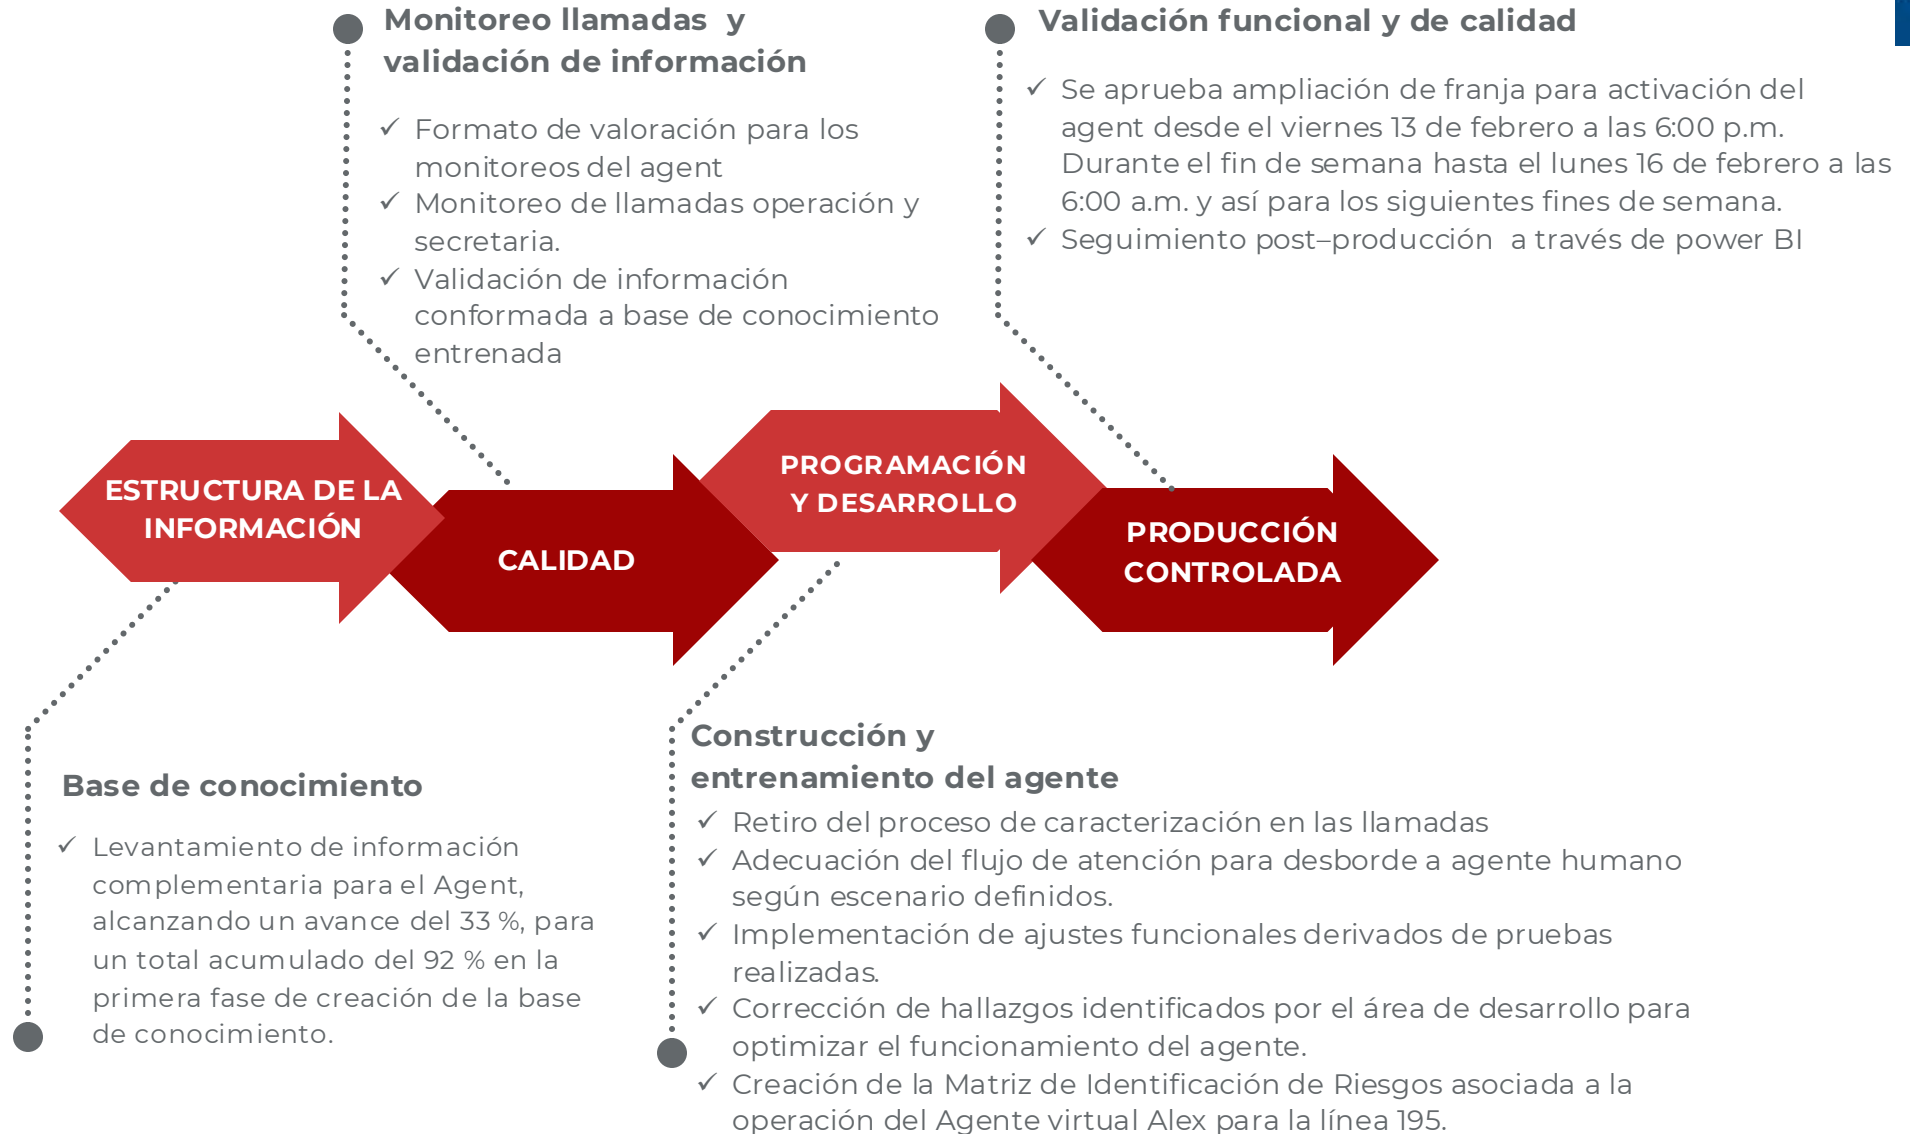 Monitoreo llamadas y
validación de información
✓ Formato de valoración para los
monitoreos del agent
✓ Monitoreo de llamadas operación y
secretaria.
✓ Validación de información
conformada a base de conocimiento
entrenada
Validación funcional y de calidad
✓ Se aprueba ampliación de franja para activación del
agent desde el viernes 13 de febrero a las 6:00 p.m.
Durante el fin de semana hasta el lunes 16 de febrero a las
6:00 a.m. y así para los siguientes fines de semana.
✓ Seguimiento post–producción a través de power BI
ESTRUCTURA DE LA
INFORMACIÓN
CALIDAD
PROGRAMACIÓN
Y DESARROLLO
PRODUCCIÓN
CONTROLADA
Base de conocimiento
✓ Levantamiento de información
complementaria para el Agent,
alcanzando un avance del 33 %, para
un total acumulado del 92 % en la
primera fase de creación de la base
de conocimiento.
Construcción y
entrenamiento del agente
✓ Retiro del proceso de caracterización en las llamadas
✓ Adecuación del flujo de atención para desborde a agente humano
según escenario definidos.
✓ Implementación de ajustes funcionales derivados de pruebas
realizadas.
✓ Corrección de hallazgos identificados por el área de desarrollo para
optimizar el funcionamiento del agente.
✓ Creación de la Matriz de Identificación de Riesgos asociada a la
operación del Agente virtual Alex para la línea 195.